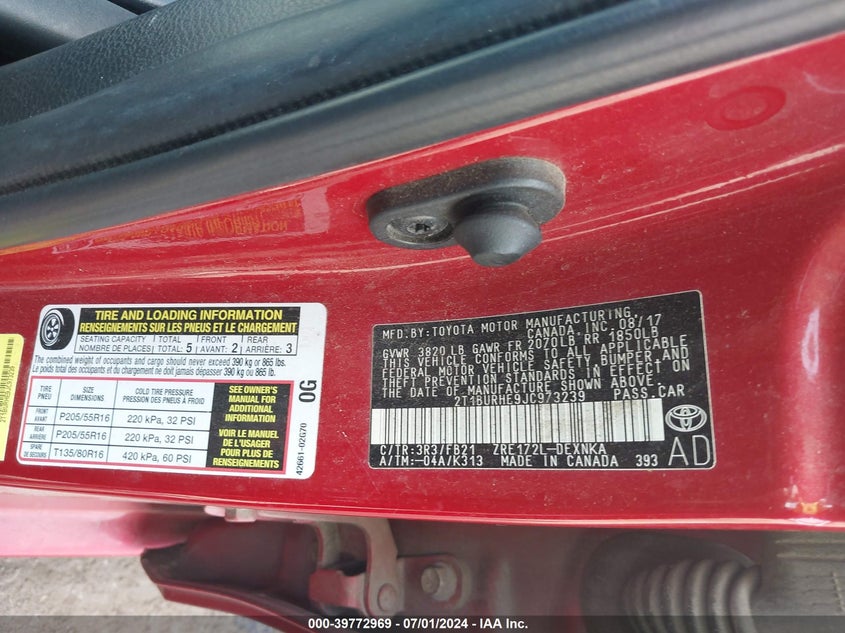 TIRE AND LOADING INFORMATION
RENSEIGNEMENTS SUR LES PNEUS ET LE CHARGEMENT
SEATING CAPACITY | TOTAL 5 | FRONT 2 | REAR 3
NOMBRE DE PLACES | TOTAL: 5 | AVANT: 2 | ARRIÈRE: 3
The combined weight of occupants and cargo should never exceed 390 kg or 865 lbs.
Le poids total des occupants et du chargement ne doit jamais dépasser 390 kg ou 865 lb.
TIRE PNEU | SIZE DIMENSIONS | COLD TIRE PRESSURE PRESSION DES PNEUS À FROID
FRONT AVANT | P205/55R16 | 220 kPa, 32 PSI
REAR ARRIÈRE | P205/55R16 | 220 kPa, 32 PSI
SPARE DE SECOURS | T135/80R16 | 420 kPa, 60 PSI
SEE OWNER'S
MANUAL FOR
ADDITIONAL
INFORMATION
VOIR LE MANUEL
DE L'USAGER
POUR PLUS DE
RENSEIGNEMENTS
0G
42661-02G70
MFD. BY: TOYOTA MOTOR MANUFACTURING,
CANADA, INC. 08/17
GVWR 3820LB GAWR FR 2070LB RR 1850LB
THIS VEHICLE CONFORMS TO ALL APPLICABLE
FEDERAL MOTOR VEHICLE SAFETY, BUMPER, AND
THEFT PREVENTION STANDARDS IN EFFECT ON
THE DATE OF MANUFACTURE SHOWN ABOVE.
2T1BURHE9JC973239 PASS. CAR
C/TR:3R3/FB21 ZRE172L-DEXNKA
A/TM:-04A/K313 MADE IN CANADA 393
AD
TOYOTA
000-39772969 - 07/01/2024 - IAA Inc.